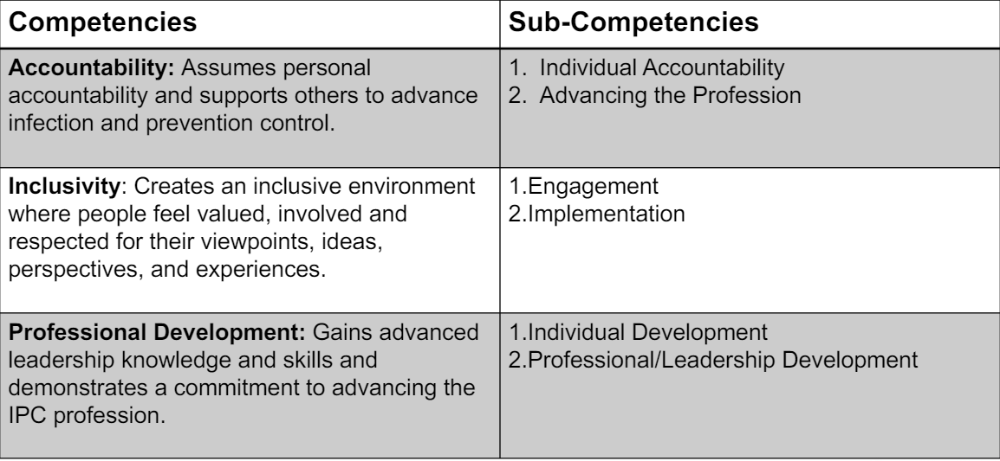 Competencies
Sub-Competencies
Accountability: Assumes personal
accountability and supports others to advance
infection and prevention control.
1. Individual Accountability
2. Advancing the Profession
Inclusivity: Creates an inclusive environment
where people feel valued, involved and
respected for their viewpoints, ideas,
perspectives, and experiences.
1.Engagement
2.Implementation
Professional Development: Gains advanced
leadership knowledge and skills and
demonstrates a commitment to advancing the
IPC profession.
1.Individual Development
2.Professional/Leadership Development